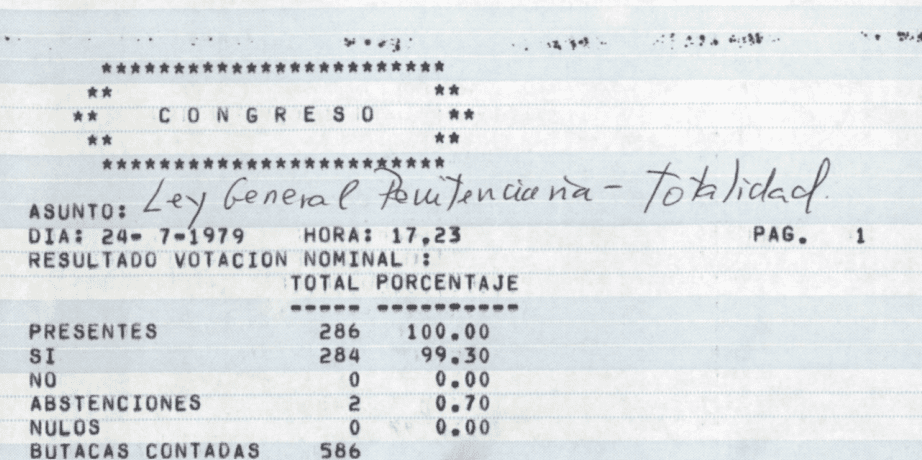 ************************
** **
** CONGRESO **
** **
************************
ASUNTO: Ley General Penitenciaria - Totalidad.
DIA: 24- 7-1979 HORA: 17,23 PAG. 1
RESULTADO VOTACION NOMINAL :
TOTAL PORCENTAJE
----- ----------
PRESENTES 286 100.00
SI 284 99.30
NO 0 0.00
ABSTENCIONES 2 0.70
NULOS 0 0.00
BUTACAS CONTADAS 586